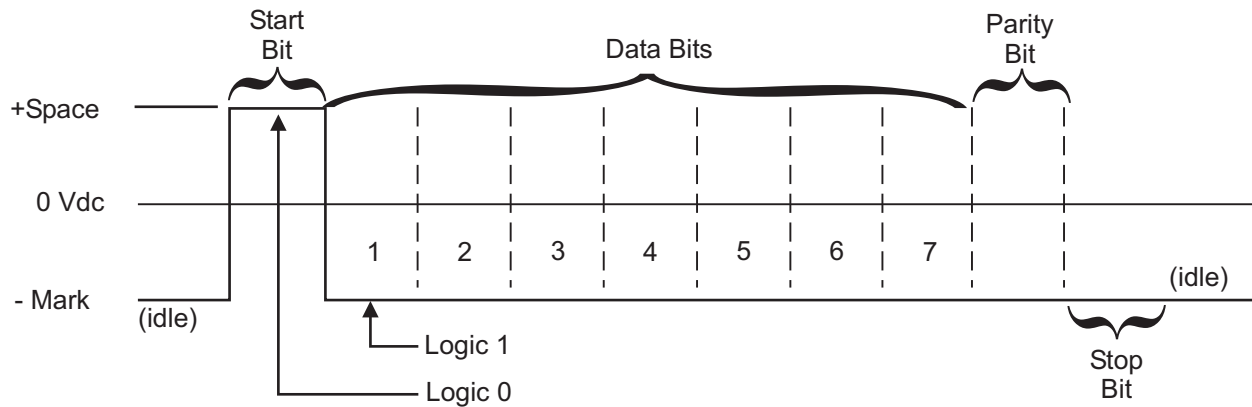 Start
Bit
Data Bits
Parity
Bit
+Space
0 Vdc
1 2 3 4 5 6 7
- Mark
(idle)
(idle)
Logic 1
Logic 0
Stop
Bit